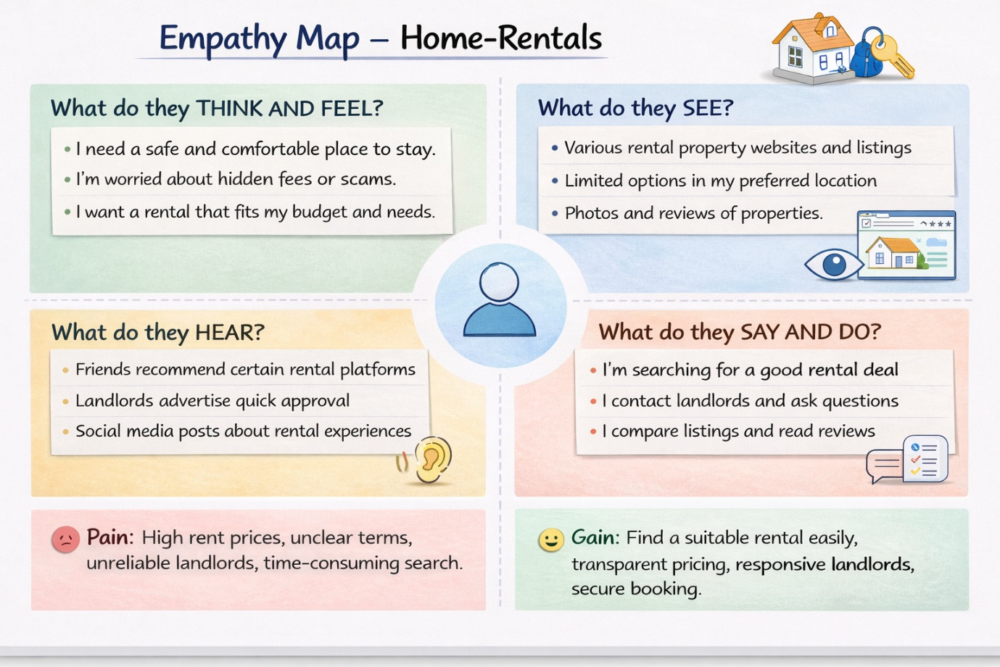 Empathy Map – Home-Rentals
What do they THINK AND FEEL?
• I need a safe and comfortable place to stay.
• I'm worried about hidden fees or scams.
• I want a rental that fits my budget and needs.
What do they SEE?
• Various rental property websites and listings
• Limited options in my preferred location
• Photos and reviews of properties.
What do they HEAR?
• Friends recommend certain rental platforms
• Landlords advertise quick approval
• Social media posts about rental experiences
What do they SAY AND DO?
• I'm searching for a good rental deal
• I contact landlords and ask questions
• I compare listings and read reviews
Pain: High rent prices, unclear terms,
unreliable landlords, time-consuming search.
Gain: Find a suitable rental easily,
transparent pricing, responsive landlords,
secure booking.